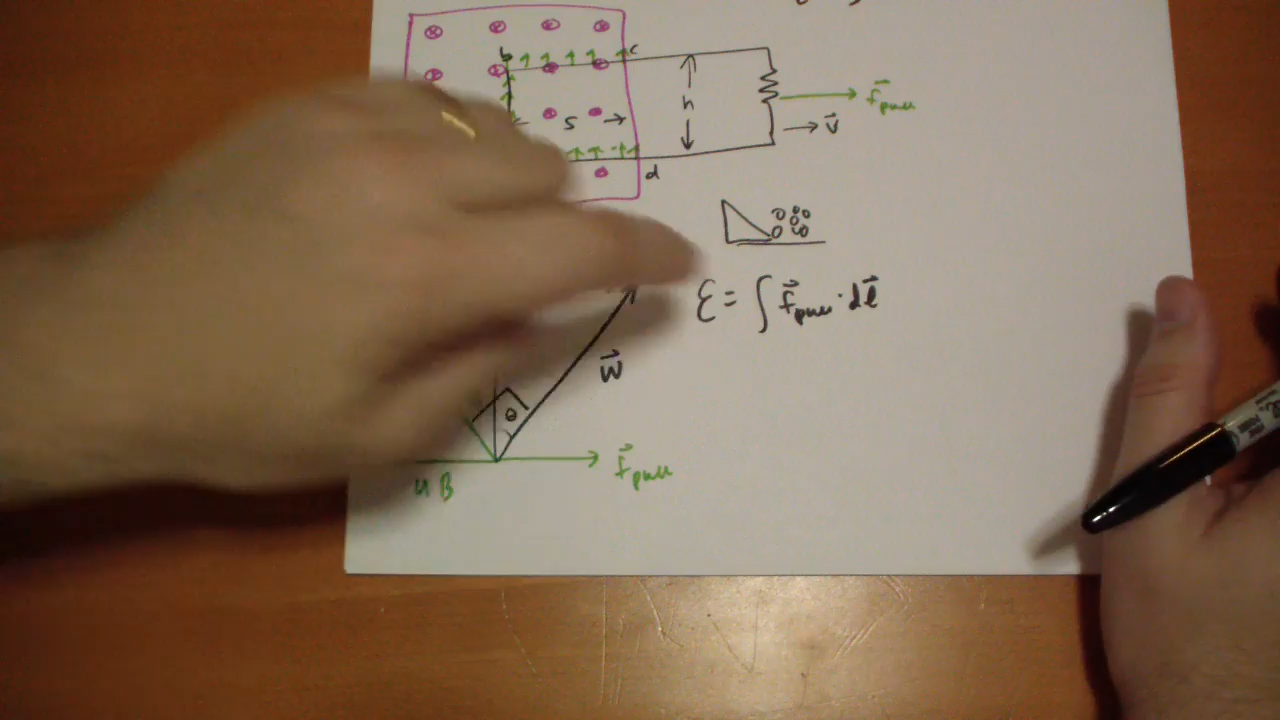 b
c
h
f⃗pull
s
v⃗
d
ε = ∫ f⃗pull · dl⃗
w⃗
θ
f⃗pull
uB